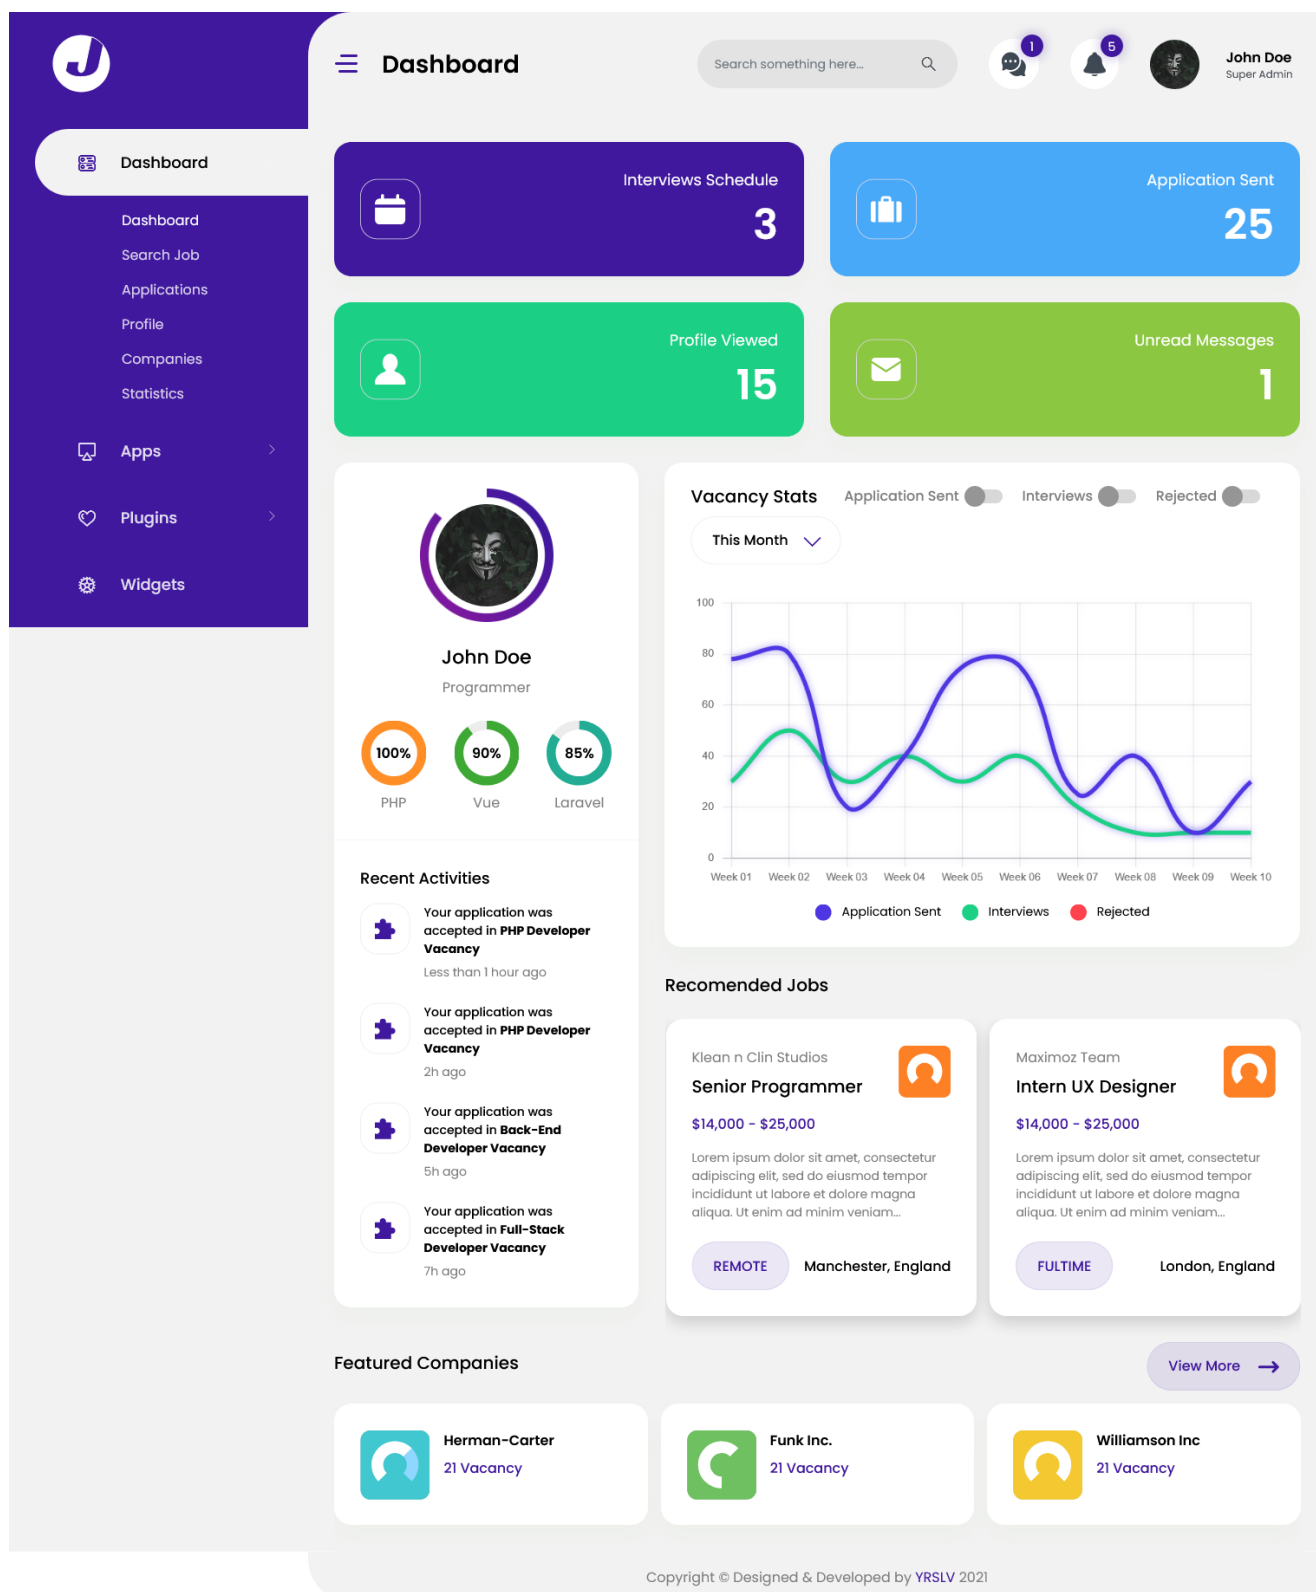 J
Dashboard
Search something here...
1
5
John Doe
Super Admin
Dashboard
Dashboard
Search Job
Applications
Profile
Companies
Statistics
Apps
Plugins
Widgets
Interviews Schedule
3
Application Sent
25
Profile Viewed
15
Unread Messages
1
John Doe
Programmer
100%
90%
85%
PHP
Vue
Laravel
Recent Activities
Your application was
accepted in PHP Developer
Vacancy
Less than 1 hour ago
Your application was
accepted in PHP Developer
Vacancy
2h ago
Your application was
accepted in Back-End
Developer Vacancy
5h ago
Your application was
accepted in Full-Stack
Developer Vacancy
7h ago
Vacancy Stats
Application Sent
Interviews
Rejected
This Month
100
80
60
40
20
0
Week 01
Week 02
Week 03
Week 04
Week 05
Week 06
Week 07
Week 08
Week 09
Week 10
Application Sent
Interviews
Rejected
Recomended Jobs
Klean n Clin Studios
Senior Programmer
$14,000 - $25,000
Lorem ipsum dolor sit amet, consectetur
adipiscing elit, sed do eiusmod tempor
incididunt ut labore et dolore magna
aliqua. Ut enim ad minim veniam...
REMOTE
Manchester, England
Maximoz Team
Intern UX Designer
$14,000 - $25,000
Lorem ipsum dolor sit amet, consectetur
adipiscing elit, sed do eiusmod tempor
incididunt ut labore et dolore magna
aliqua. Ut enim ad minim veniam...
FULTIME
London, England
Featured Companies
View More
Herman-Carter
21 Vacancy
Funk Inc.
21 Vacancy
Williamson Inc
21 Vacancy
Copyright © Designed & Developed by YRSLV 2021